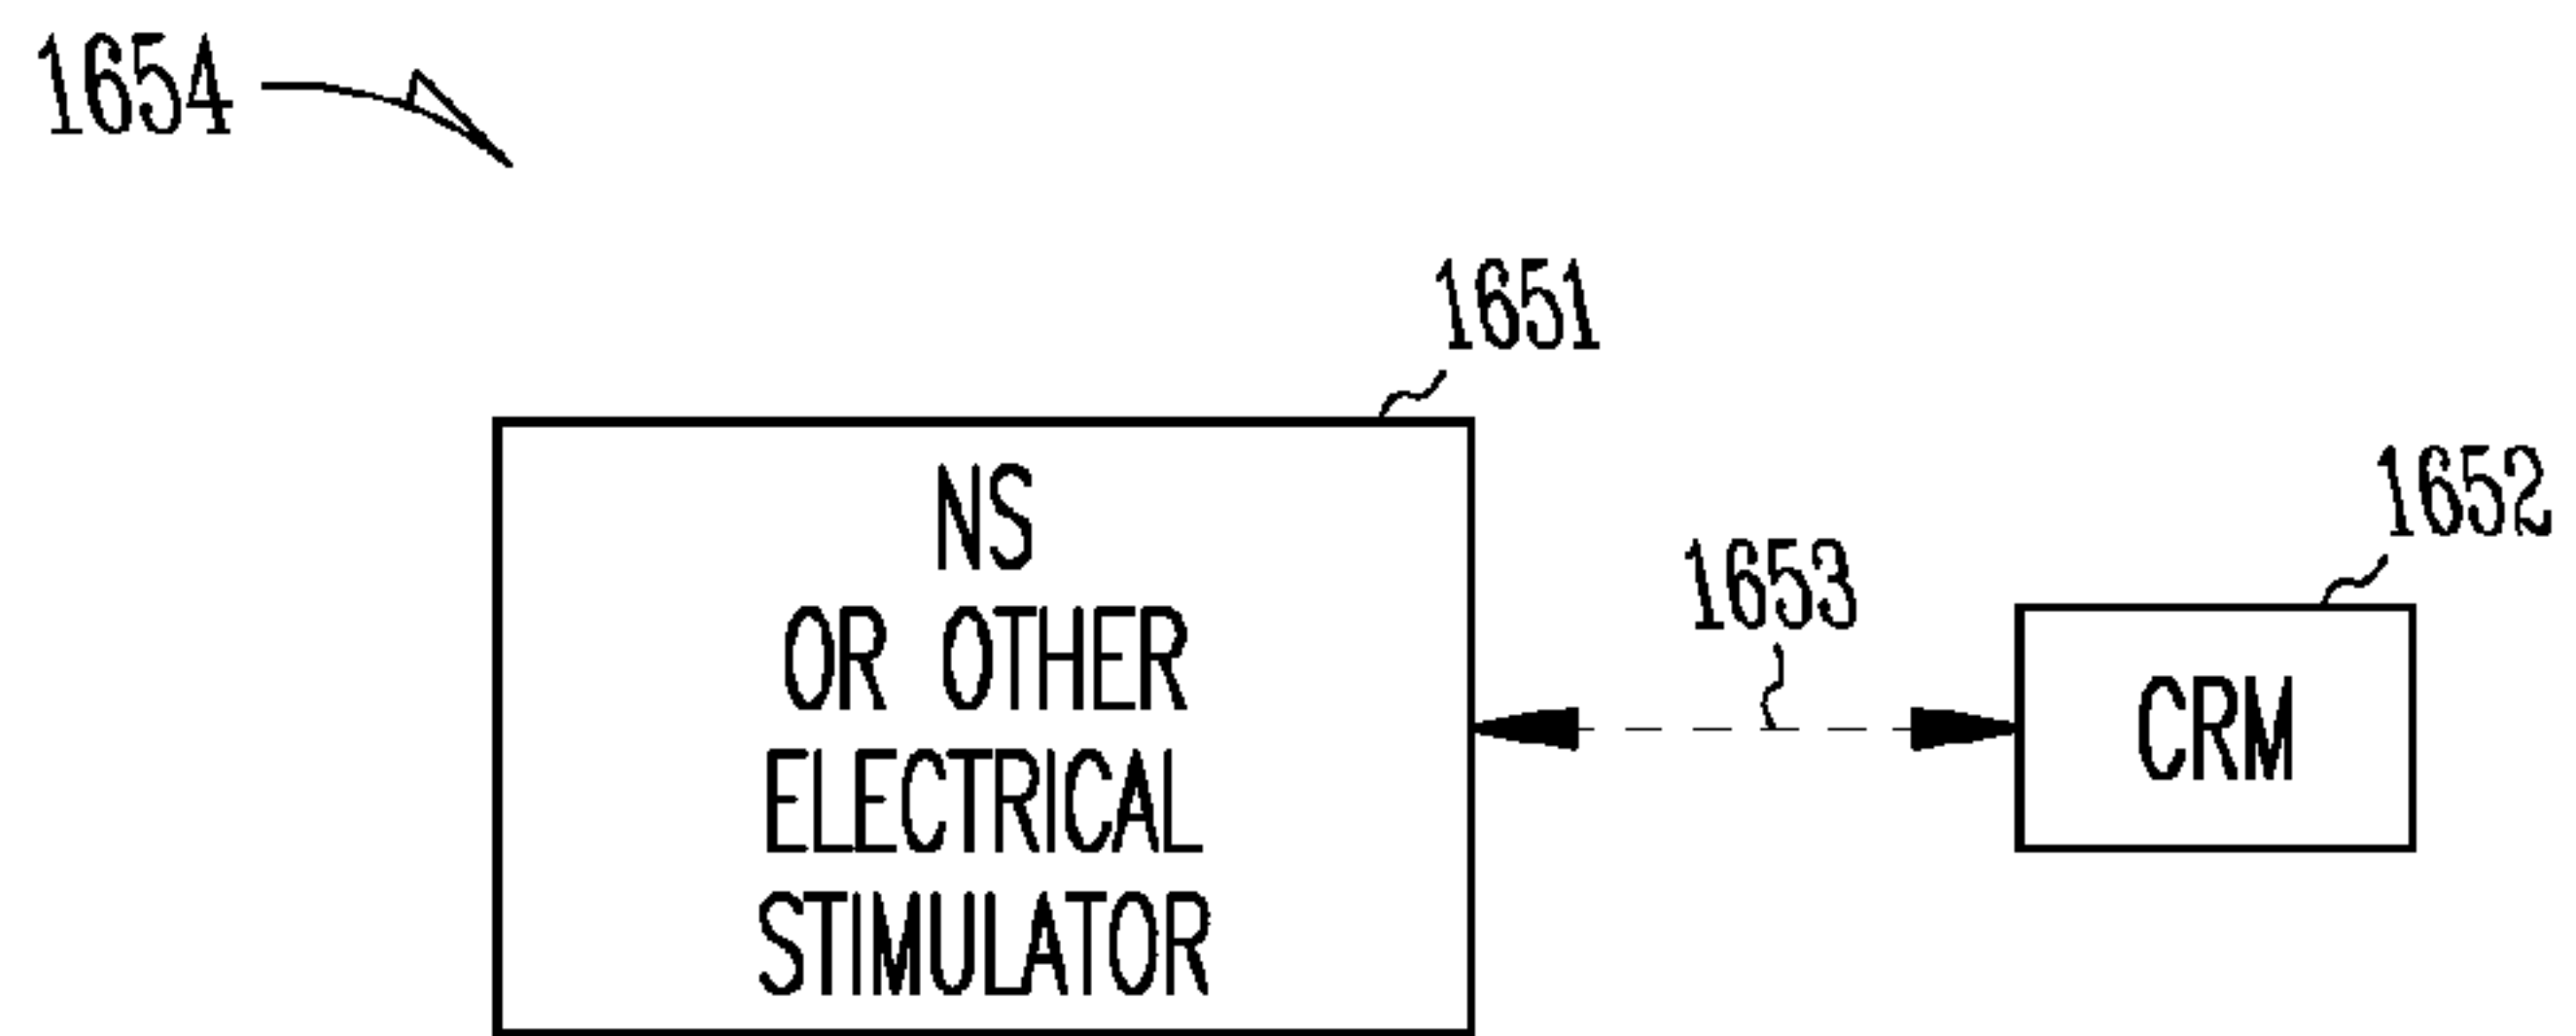 1654
1651
NS
OR OTHER
ELECTRICAL
STIMULATOR
1653
1652
CRM